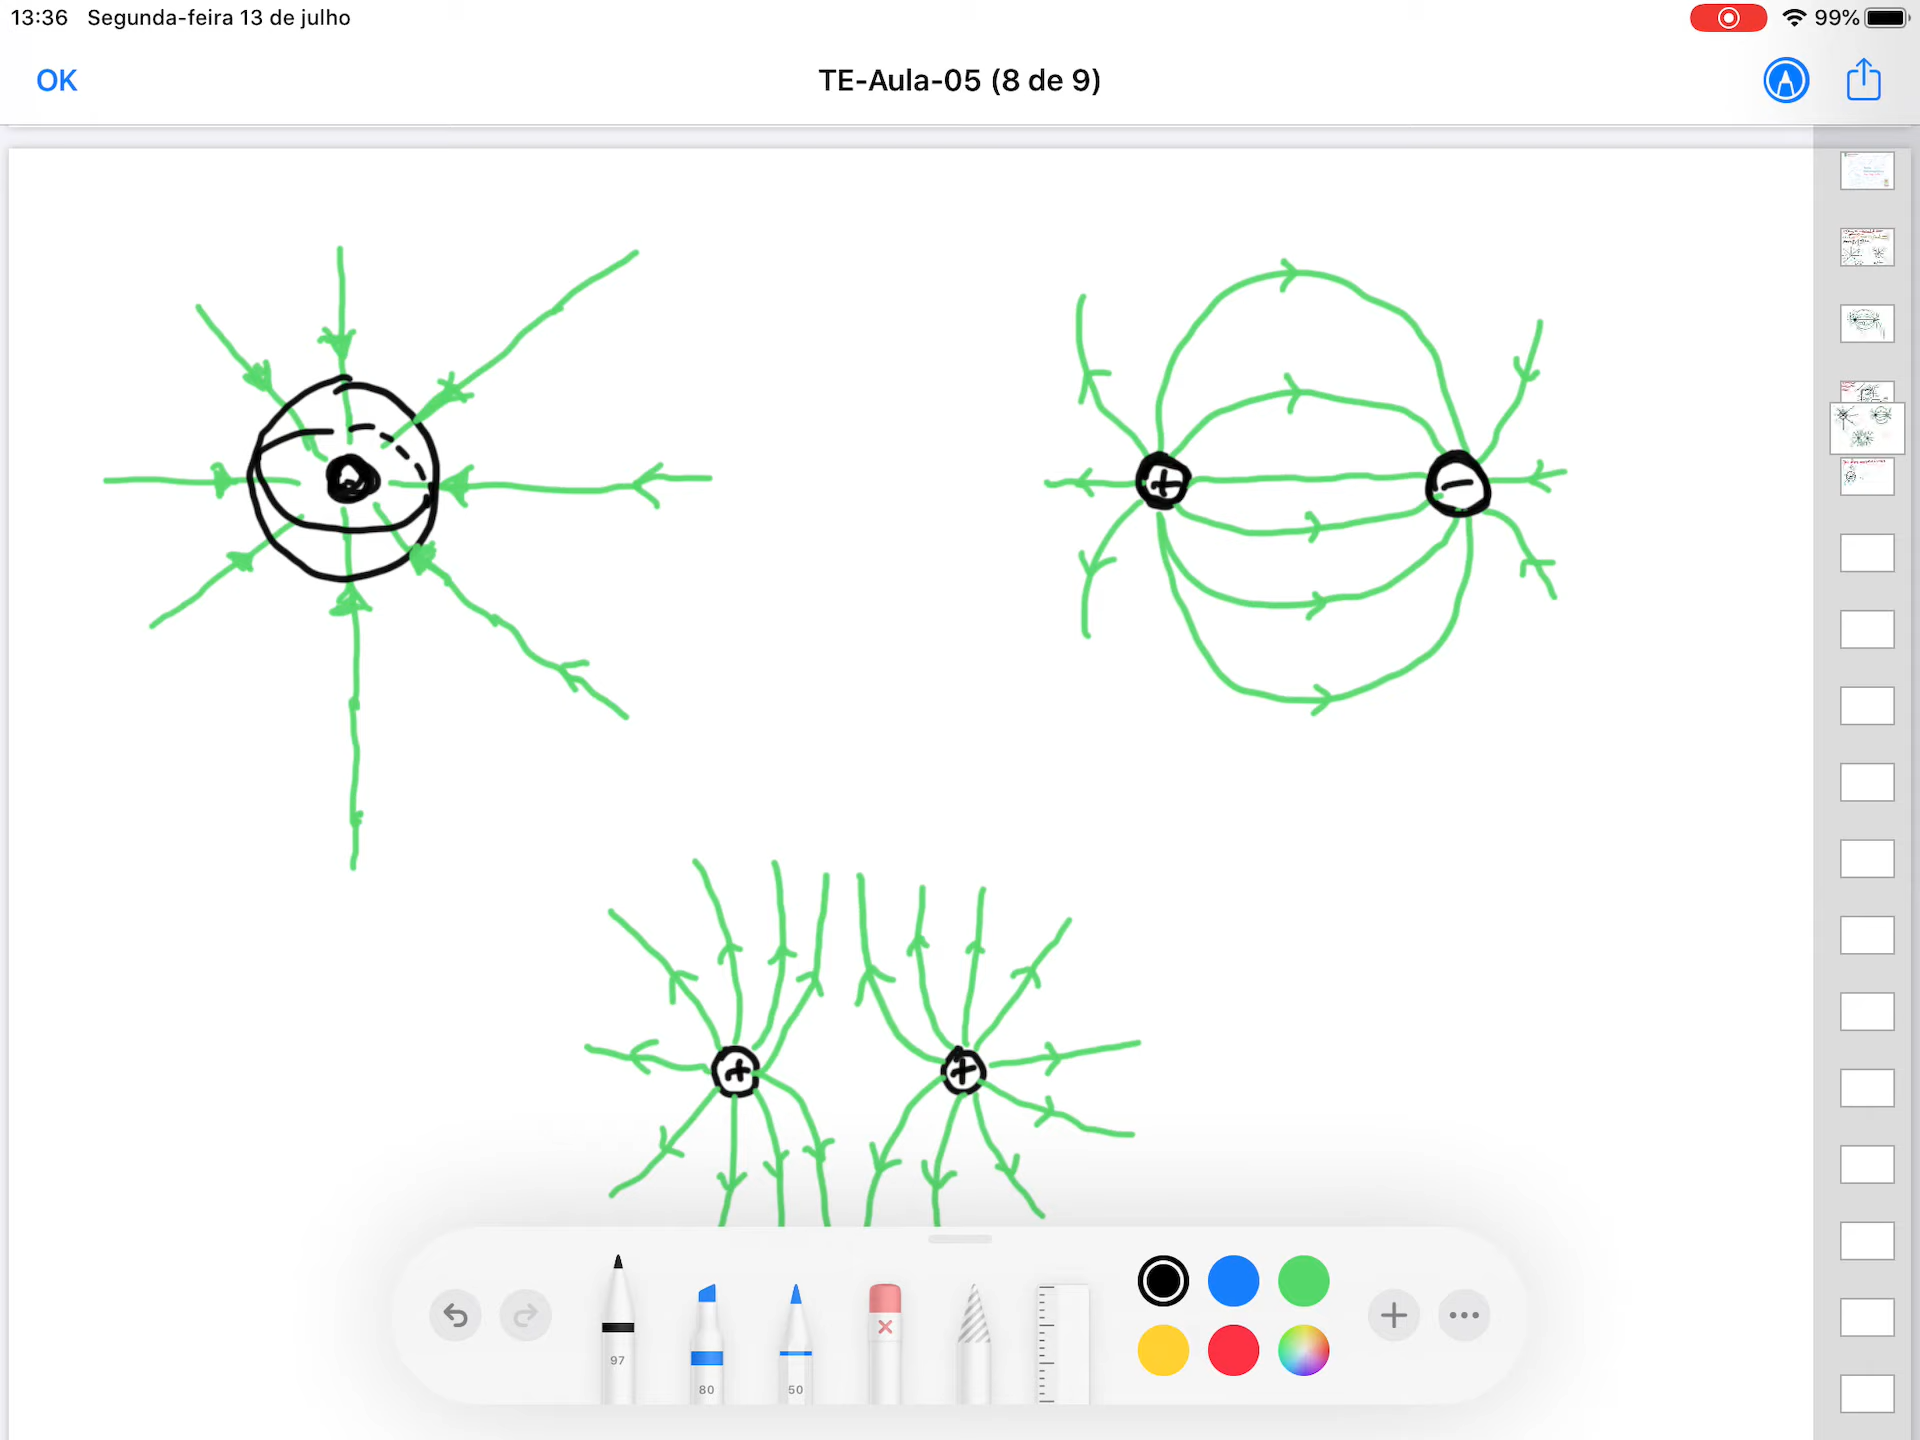 13:36 Segunda-feira 13 de julho 99%
OK TE-Aula-05 (8 de 9)
+ −
+ +
97 80 50